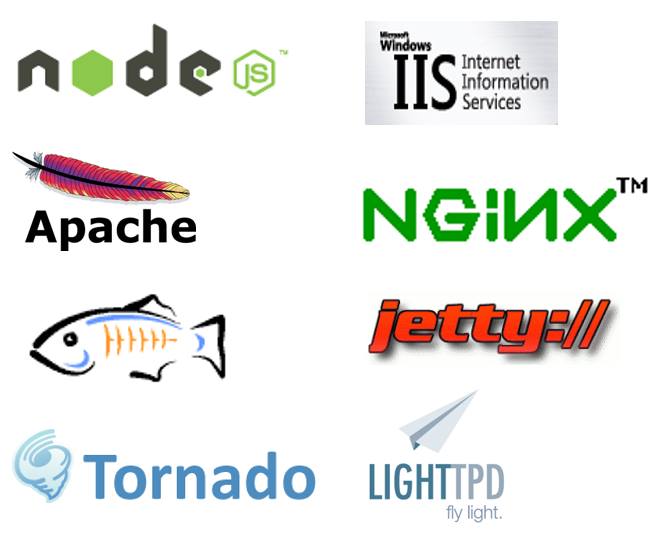 node JS™
Microsoft
Windows
IIS Internet
Information
Services
Apache
NGiNX™
jetty://
Tornado
LIGHTTPD
fly light.